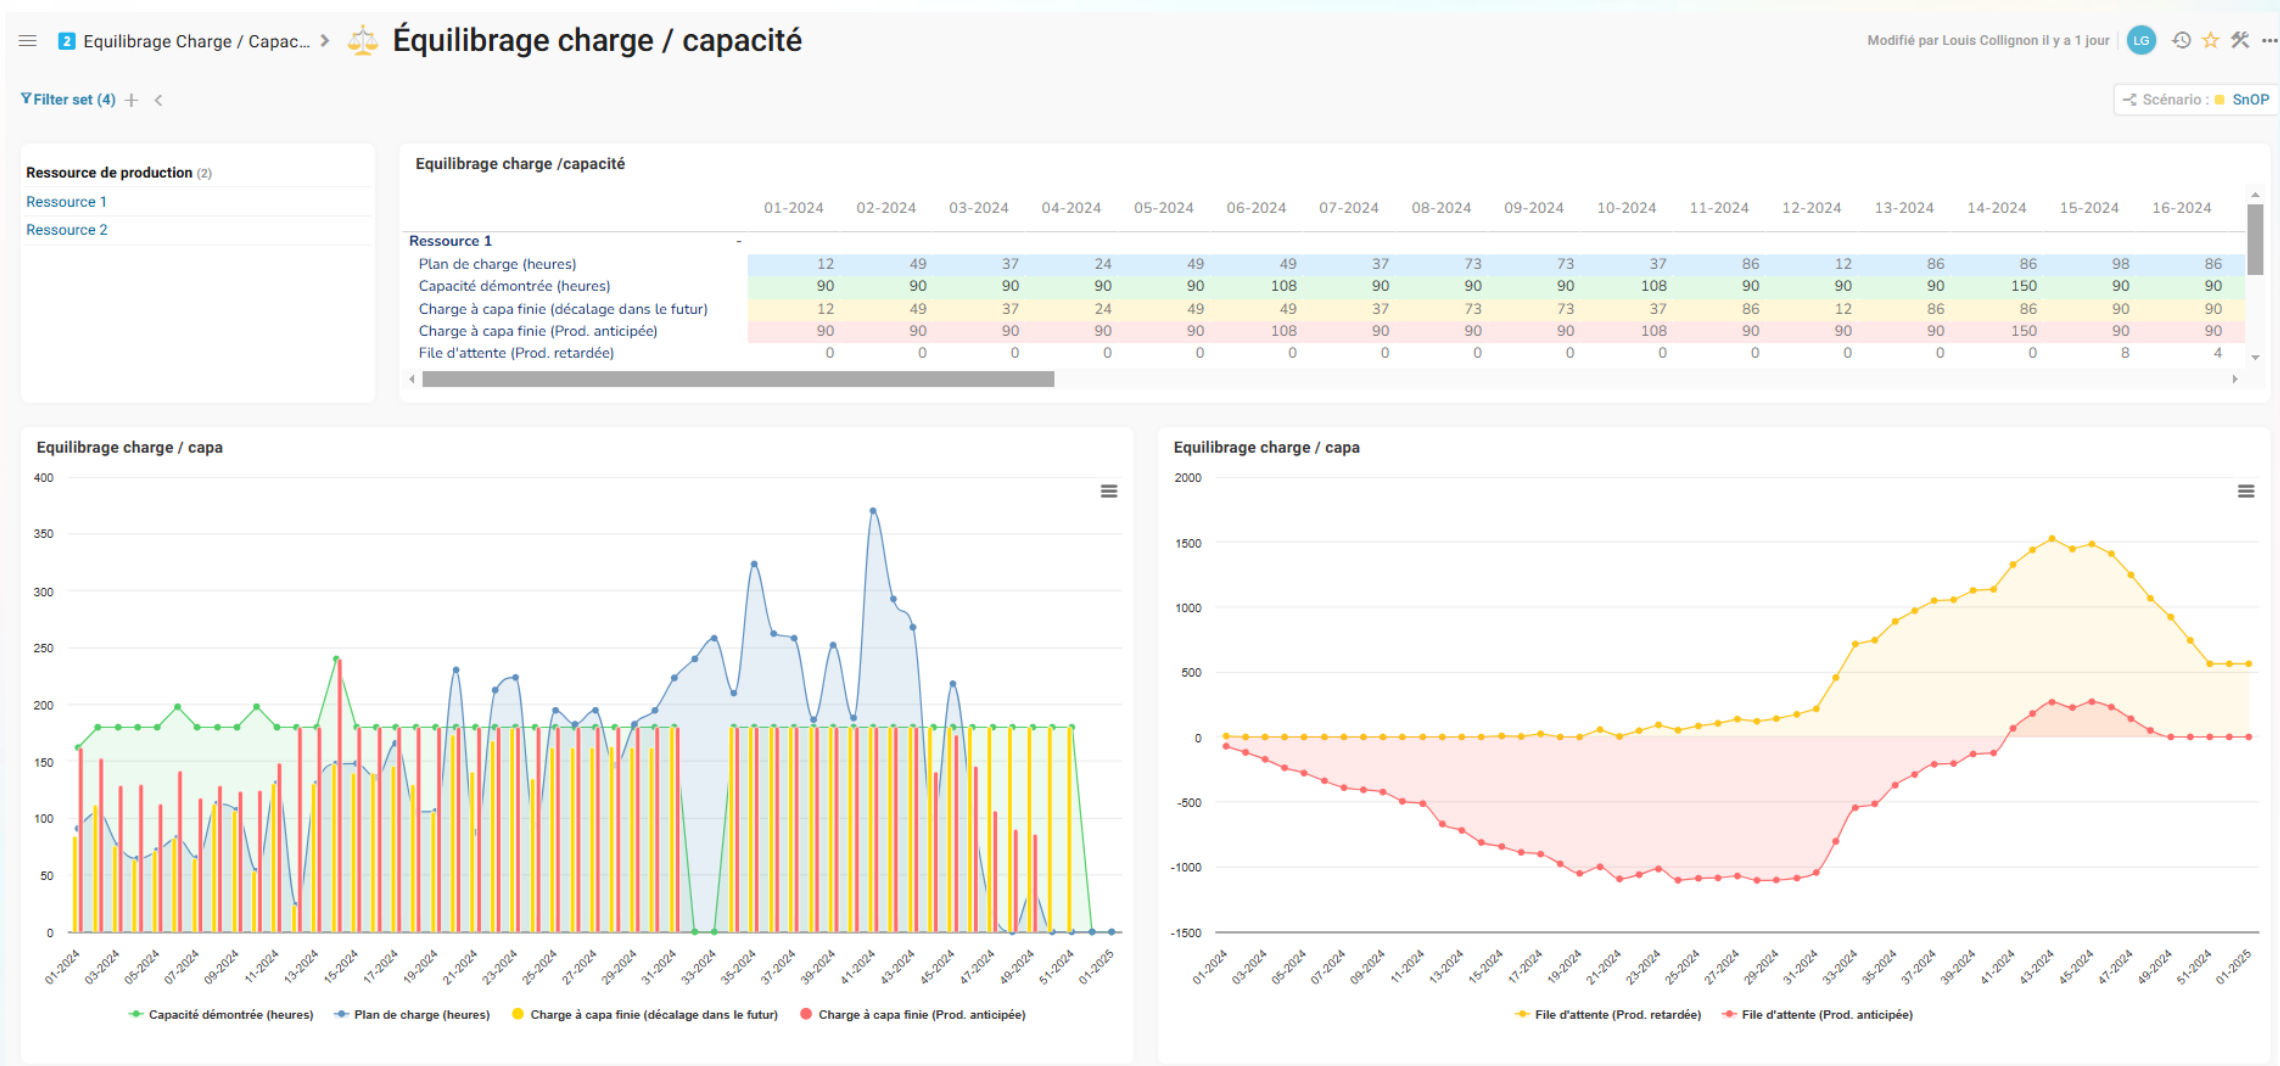 2 Equilibrage Charge / Capac... > Équilibrage charge / capacité
Modifié par Louis Collignon il y a 1 jour LG
Filter set (4)
Scénario : SnOP
Ressource de production (2)
Ressource 1
Ressource 2
Equilibrage charge /capacité
01-2024 02-2024 03-2024 04-2024 05-2024 06-2024 07-2024 08-2024 09-2024 10-2024 11-2024 12-2024 13-2024 14-2024 15-2024 16-2024
Ressource 1 -
Plan de charge (heures) 12 49 37 24 49 49 37 73 73 37 86 12 86 86 98 86
Capacité démontrée (heures) 90 90 90 90 90 108 90 90 90 108 90 90 90 150 90 90
Charge à capa finie (décalage dans le futur) 12 49 37 24 49 49 37 73 73 37 86 12 86 86 90 90
Charge à capa finie (Prod. anticipée) 90 90 90 90 90 108 90 90 90 108 90 90 90 150 90 90
File d'attente (Prod. retardée) 0 0 0 0 0 0 0 0 0 0 0 0 0 0 8 4
Equilibrage charge / capa
400
350
300
250
200
150
100
50
0
01-2024 03-2024 05-2024 07-2024 09-2024 11-2024 13-2024 15-2024 17-2024 19-2024 21-2024 23-2024 25-2024 27-2024 29-2024 31-2024 33-2024 35-2024 37-2024 39-2024 41-2024 43-2024 45-2024 47-2024 49-2024 51-2024 01-2025
Capacité démontrée (heures) Plan de charge (heures) Charge à capa finie (décalage dans le futur) Charge à capa finie (Prod. anticipée)
Equilibrage charge / capa
2000
1500
1000
500
0
-500
-1000
-1500
01-2024 03-2024 05-2024 07-2024 09-2024 11-2024 13-2024 15-2024 17-2024 19-2024 21-2024 23-2024 25-2024 27-2024 29-2024 31-2024 33-2024 35-2024 37-2024 39-2024 41-2024 43-2024 45-2024 47-2024 49-2024 51-2024 01-2025
File d'attente (Prod. retardée) File d'attente (Prod. anticipée)